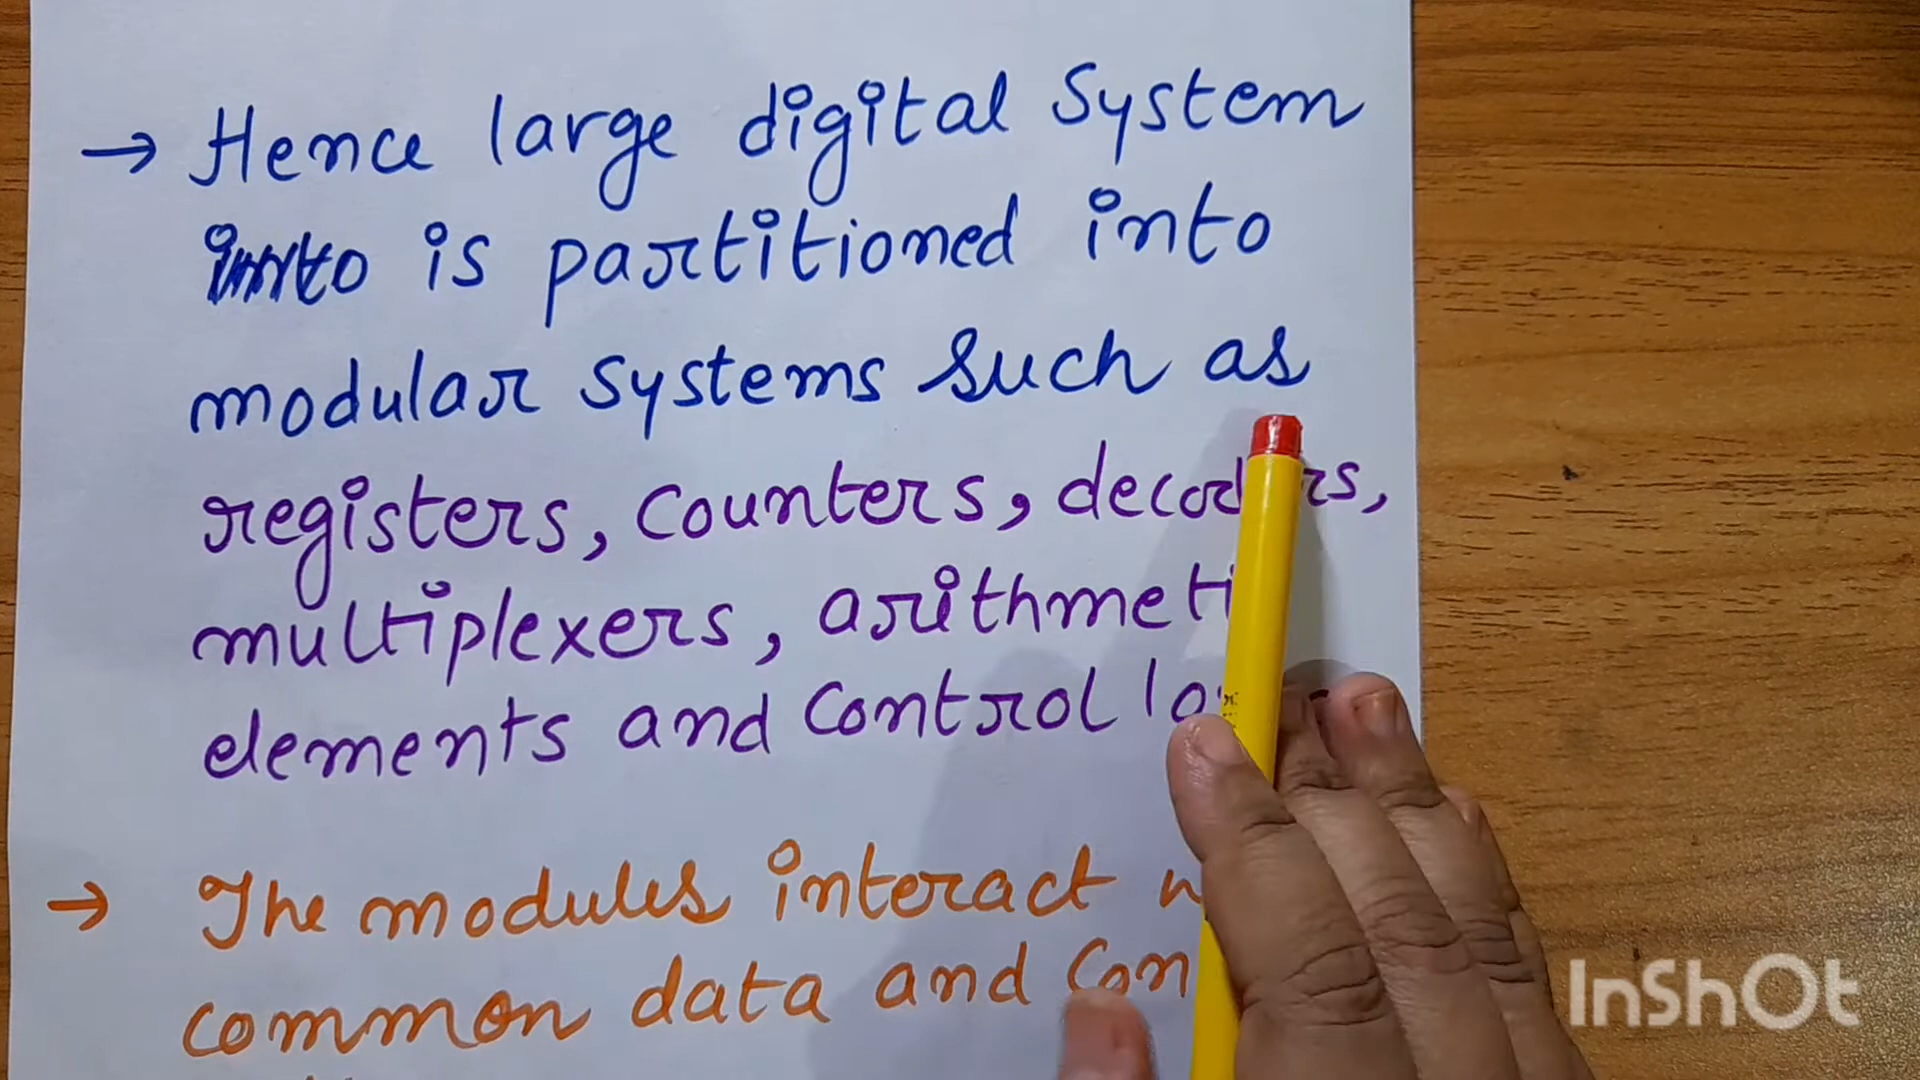 → Hence large digital System
is partitioned into
modular systems such as
registers, counters,
multiplexers,
elements and control
→ The modules interact
common data and
InShOt